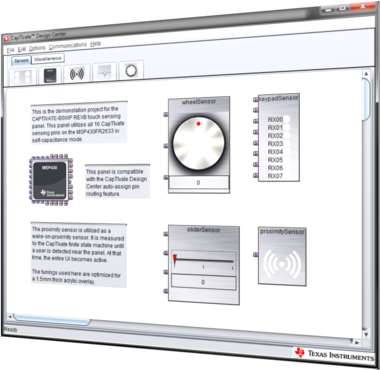 CapTIvate™ Design Center
File Edit Options Communications Help
Sensors Miscellaneous
This is the demonstation project for the
CAPTIVATE-BSWP REVB touch sensing
panel. This panel utilizes all 16 CapTIvate
sensing pins on the MSP430FR2633 in
self-capacitance mode.
MSP430
TEXAS
INSTRUMENTS
This panel is compatible
with the CapTIvate Design
Center auto-assign pin
routing feature.
wheelSensor
0
keypadSensor
RX00
RX01
RX02
RX03
RX04
RX05
RX06
RX07
The proximity sensor is utilized as a
wake-on-proximity sensor. It is measured
by the CapTIvate finite state machine until
a user is detected near the panel. At that
time, the entire UI becomes active.
The tunings used here are optimized for
a 1.5mm thick acrylic overlay.
sliderSensor
0
proximitySensor
Ready
TEXAS INSTRUMENTS